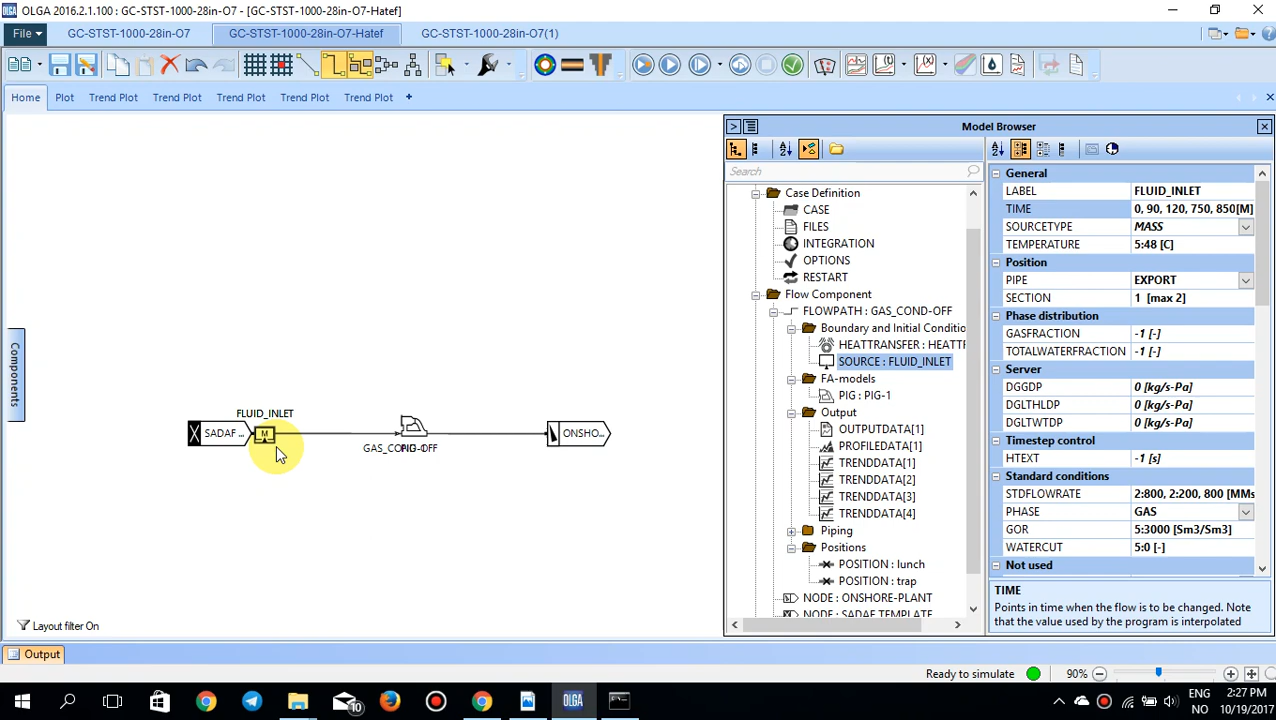 OLGA 2016.2.1.100 : GC-STST-1000-28in-O7 - [GC-STST-1000-28in-O7-Hatef]
File
GC-STST-1000-28in-O7
GC-STST-1000-28in-O7-Hatef
GC-STST-1000-28in-O7(1)
Home
Plot
Trend Plot
Trend Plot
Trend Plot
Trend Plot
Trend Plot
Components
FLUID_INLET
SADAF ...
M
ONSHO...
Layout filter On
Model Browser
Search
Case Definition
CASE
FILES
INTEGRATION
OPTIONS
RESTART
Flow Component
FLOWPATH : GAS_COND-OFF
Boundary and Initial Conditio
HEATTRANSFER : HEATTF
SOURCE : FLUID_INLET
FA-models
PIG : PIG-1
Output
OUTPUTDATA[1]
PROFILEDATA[1]
TRENDDATA[1]
TRENDDATA[2]
TRENDDATA[3]
TRENDDATA[4]
Piping
Positions
POSITION : lunch
POSITION : trap
NODE : ONSHORE-PLANT
NODE : SADAF TEMPLATE
General
LABEL FLUID_INLET
TIME 0, 90, 120, 750, 850[M]
SOURCETYPE MASS
TEMPERATURE 5:48 [C]
Position
PIPE EXPORT
SECTION 1 [max 2]
Phase distribution
GASFRACTION -1 [-]
TOTALWATERFRACTION -1 [-]
Server
DGGDP 0 [kg/s-Pa]
DGLTHLDP 0 [kg/s-Pa]
DGLTWTDP 0 [kg/s-Pa]
Timestep control
HTEXT -1 [s]
Standard conditions
STDFLOWRATE 2:800, 2:200, 800 [MMs
PHASE GAS
GOR 5:3000 [Sm3/Sm3]
WATERCUT 5:0 [-]
Not used
TIME
Points in time when the flow is to be changed. Note
that the value used by the program is interpolated
Output
Ready to simulate
90%
10
ENG
NO
2:27 PM
10/19/2017